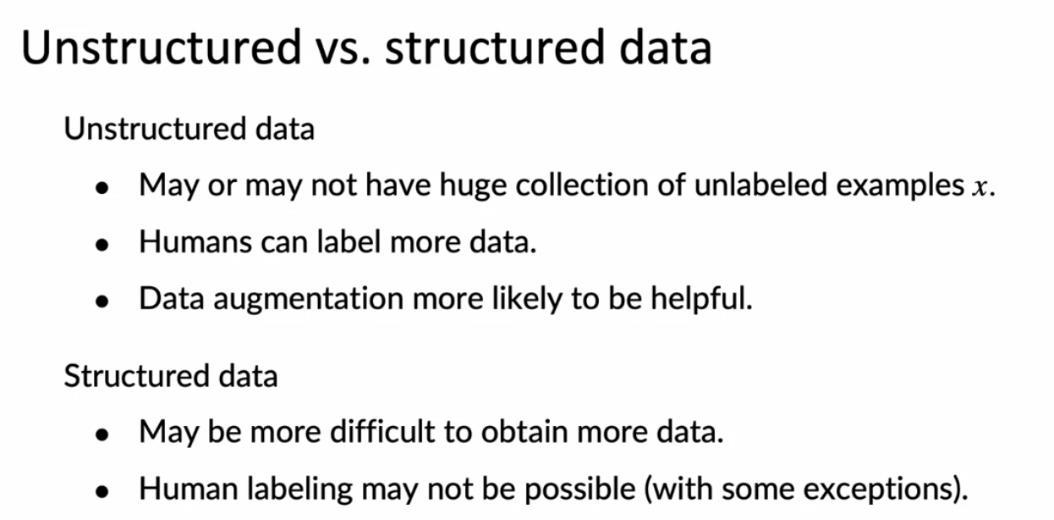 Unstructured vs. structured data
Unstructured data
• May or may not have huge collection of unlabeled examples x.
• Humans can label more data.
• Data augmentation more likely to be helpful.
Structured data
• May be more difficult to obtain more data.
• Human labeling may not be possible (with some exceptions).